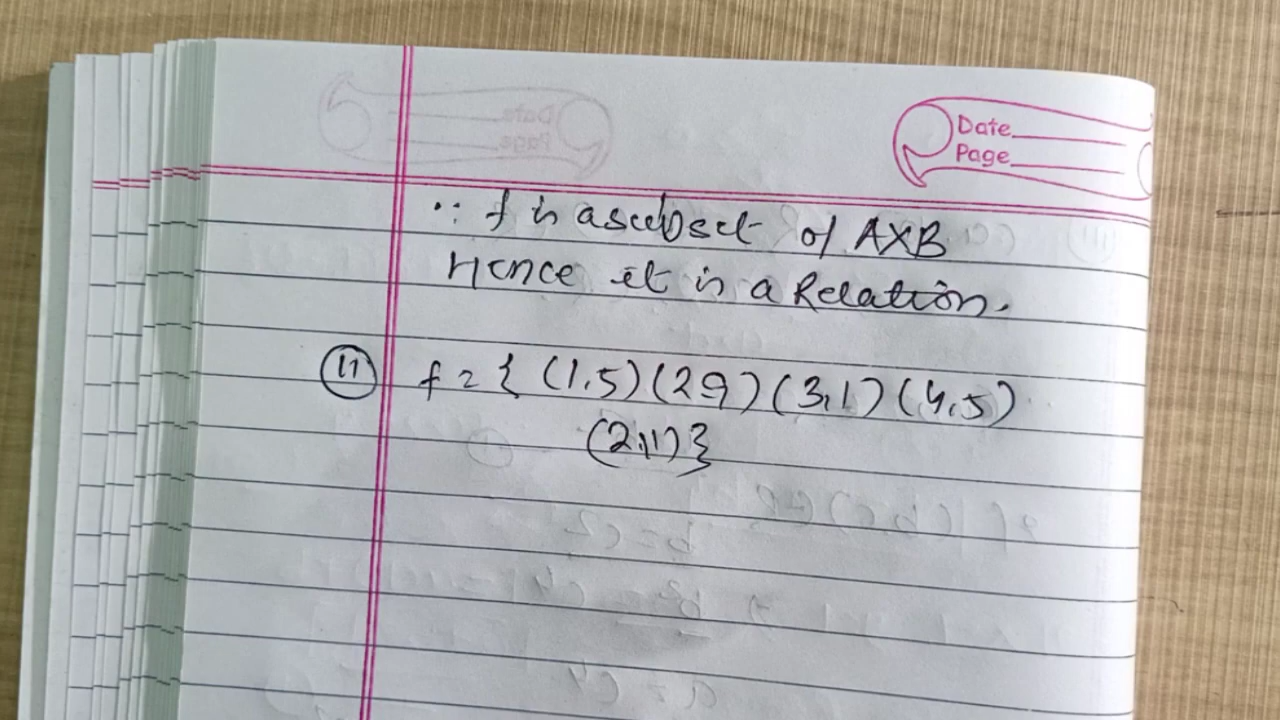 Date
Page
∵ f is a subset of AXB
Hence it is a Relation.
(ii) f = { (1,5) (2 9) (3,1) (4,5)
(2,11) }